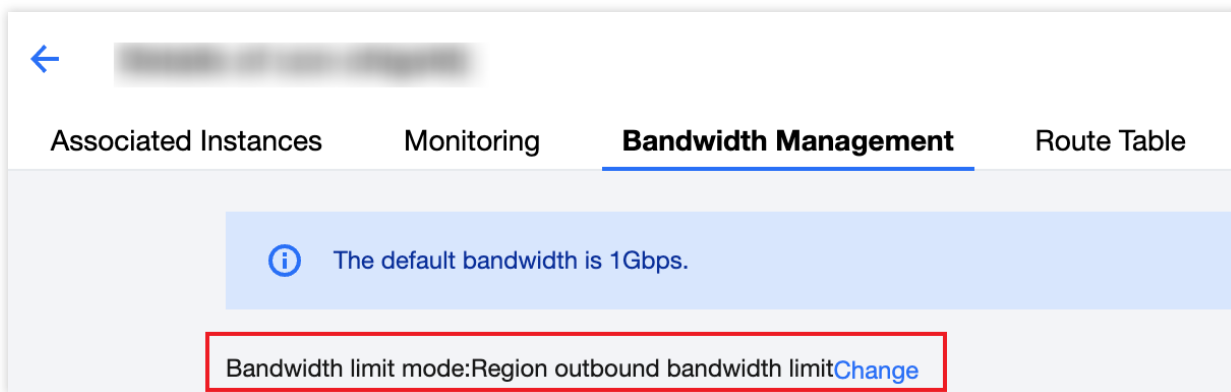 Associated Instances Monitoring Bandwidth Management Route Table
The default bandwidth is 1Gbps.
Bandwidth limit mode:Region outbound bandwidth limitChange